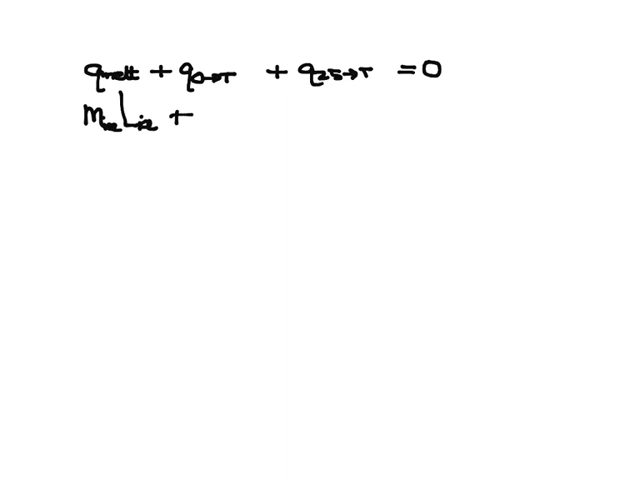 q_melt + q_0→T + q_25→T = 0
m_ice L_ice +